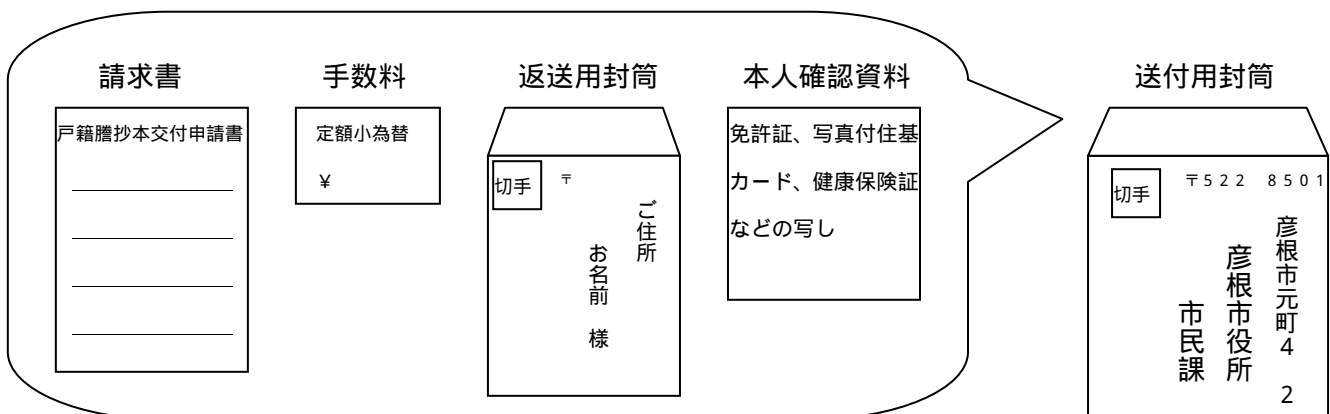 請求書
手数料
返送用封筒
本人確認資料
送付用封筒
戸籍謄抄本交付申請書
定額小為替
¥
切手
〒
ご住所
お名前 様
免許証、写真付住基
カード、健康保険証
などの写し
切手
〒522 8501
彦根市元町4 2
彦根市役所
市民課